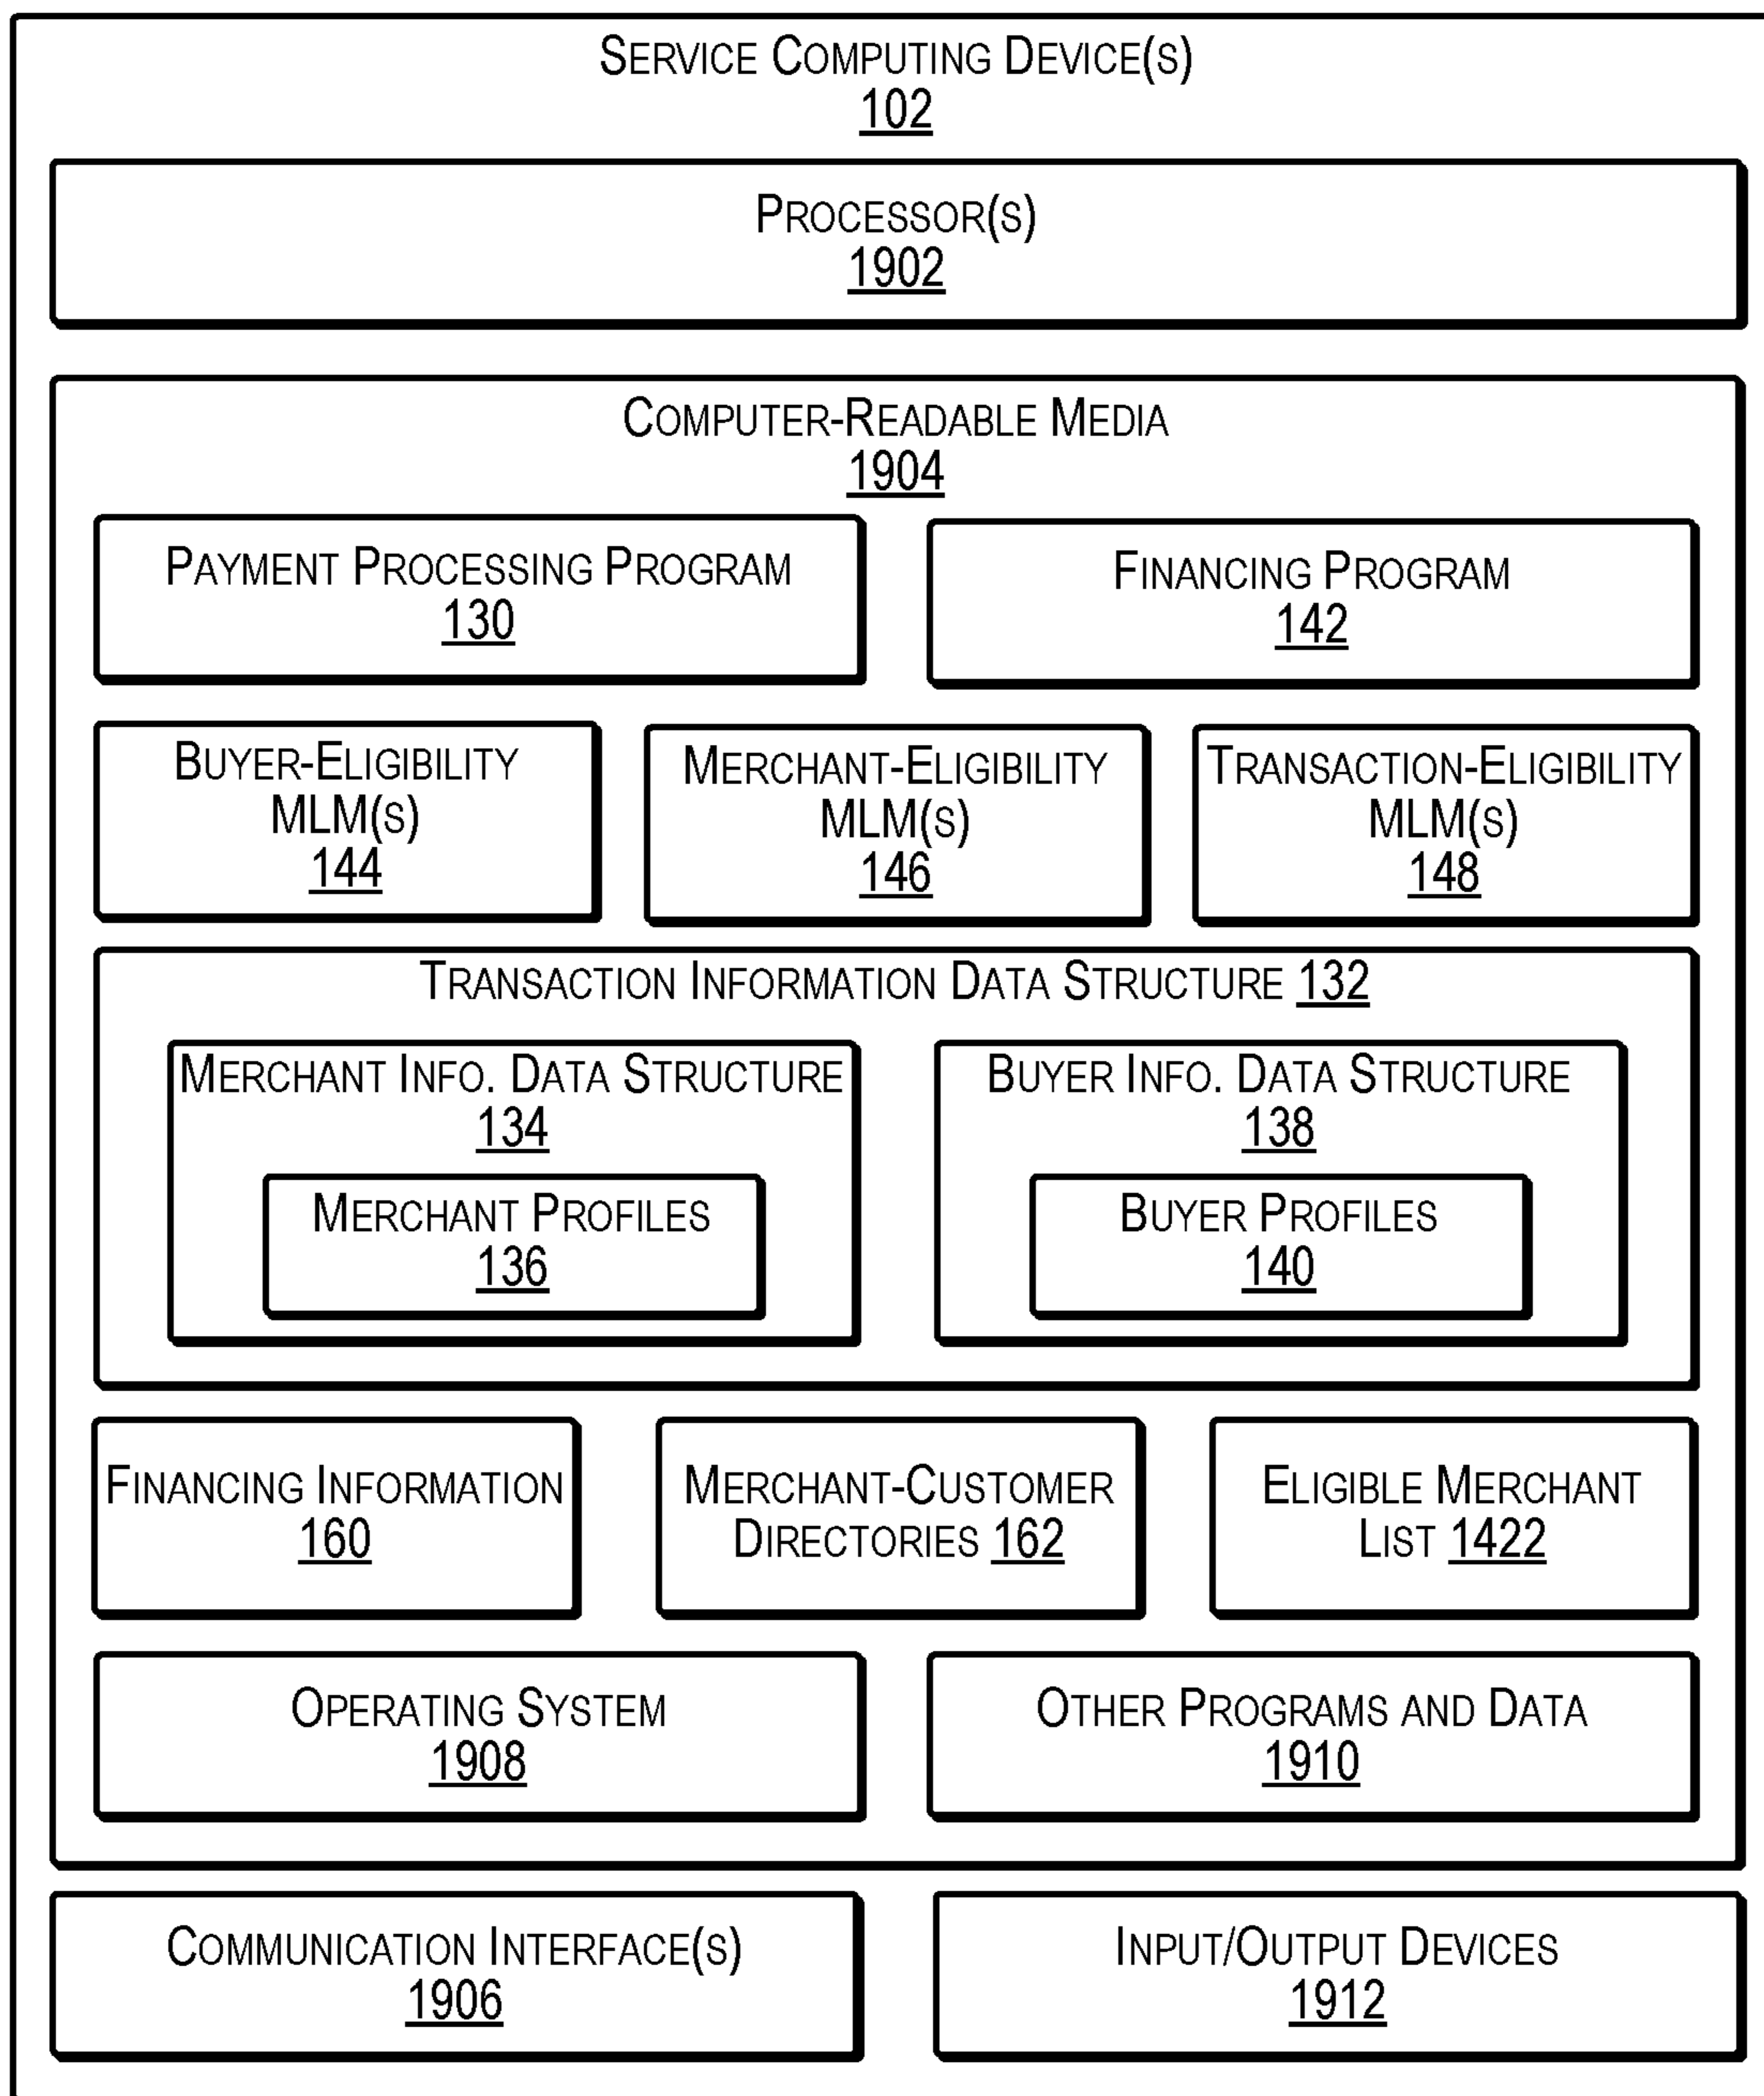 SERVICE COMPUTING DEVICE(S)
102
PROCESSOR(S)
1902
COMPUTER-READABLE MEDIA
1904
PAYMENT PROCESSING PROGRAM
130
FINANCING PROGRAM
142
BUYER-ELIGIBILITY
MLM(S)
144
MERCHANT-ELIGIBILITY
MLM(S)
146
TRANSACTION-ELIGIBILITY
MLM(S)
148
TRANSACTION INFORMATION DATA STRUCTURE 132
MERCHANT INFO. DATA STRUCTURE
134
MERCHANT PROFILES
136
BUYER INFO. DATA STRUCTURE
138
BUYER PROFILES
140
FINANCING INFORMATION
160
MERCHANT-CUSTOMER
DIRECTORIES 162
ELIGIBLE MERCHANT
LIST 1422
OPERATING SYSTEM
1908
OTHER PROGRAMS AND DATA
1910
COMMUNICATION INTERFACE(S)
1906
INPUT/OUTPUT DEVICES
1912